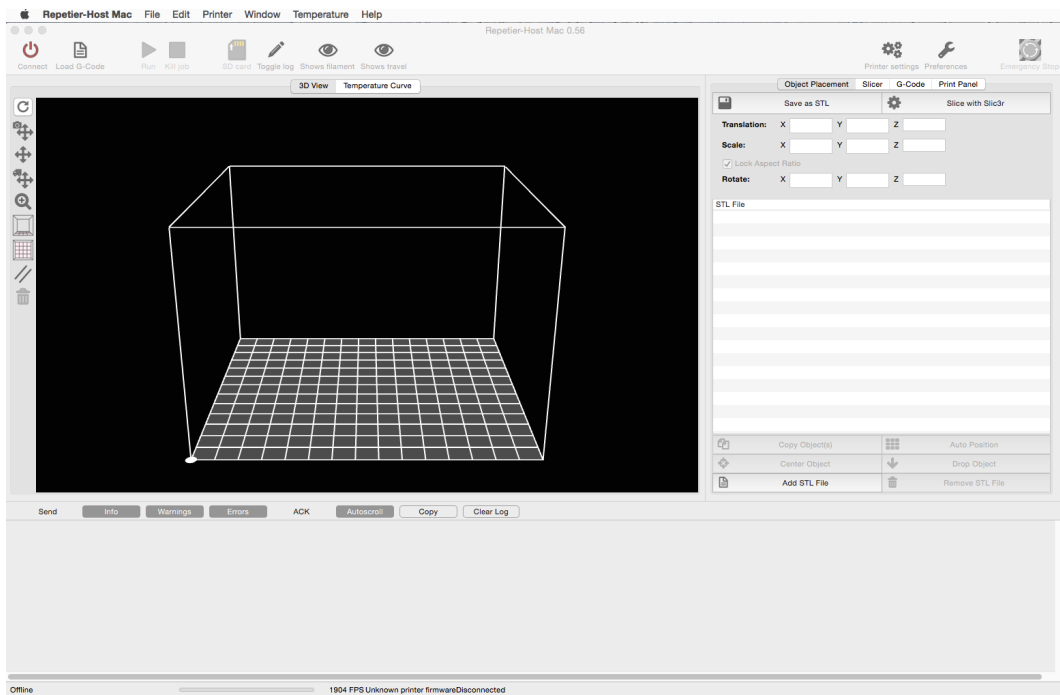 Repetier-Host Mac File Edit Printer Window Temperature Help
Repetier-Host Mac 0.56
Connect Load G-Code Run Kill job SD card Toggle log Shows filament Shows travel Printer settings Preferences Emergency Stop
3D View Temperature Curve
Object Placement Slicer G-Code Print Panel
Save as STL Slice with Slic3r
Translation: X Y Z
Scale: X Y Z
Lock Aspect Ratio
Rotate: X Y Z
STL File
Copy Object(s) Auto Position
Center Object Drop Object
Add STL File Remove STL File
Send Info Warnings Errors ACK Autoscroll Copy Clear Log
Offline 1904 FPS Unknown printer firmwareDisconnected